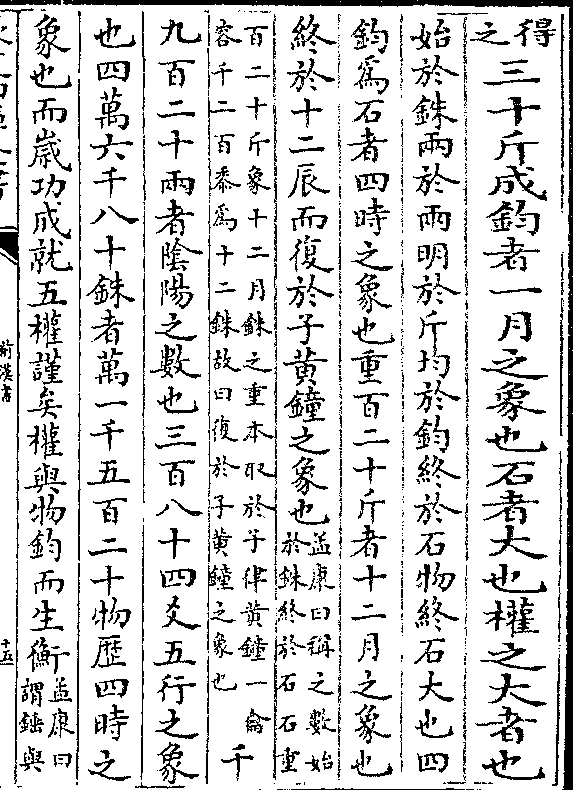 得之三十斤成鈞者一月之象也石者大也權之大者也
始於銖兩於兩明於斤均於鈞終於石物終石大也四
鈞爲石者四時之象也重百二十斤者十二月之象也
終於十二辰而復於子黄鐘之象也孟康曰稱之數始於銖終於石石重
百二十斤象十二月銖之重本取於子律黄鐘一龠容千二百黍爲十二銖故曰復於子黄鐘之象也千
九百二十兩者陰陽之數也三百八十四爻五行之象
也四萬六千八十銖者萬一千五百二十物歷四時之
象也而歲功成就五權謹矣權與物鈞而生衡孟康曰謂錘與
前漢書
十五